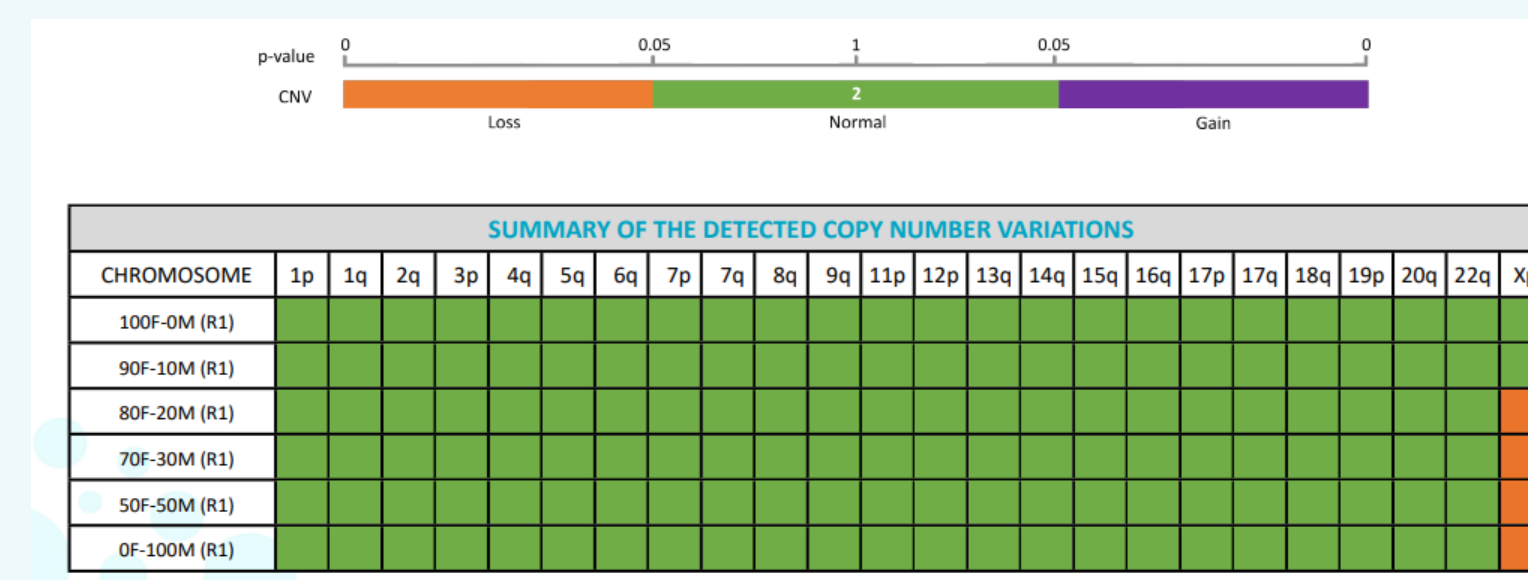 0 0.05 1 0.05 0
p-value
CNV 2
Loss Normal Gain
SUMMARY OF THE DETECTED COPY NUMBER VARIATIONS
CHROMOSOME 1p 1q 2q 3p 4q 5q 6q 7p 7q 8q 9q 11p 12p 13q 14q 15q 16q 17p 17q 18q 19p 20q 22q Xp
100F-0M (R1)
90F-10M (R1)
80F-20M (R1)
70F-30M (R1)
50F-50M (R1)
0F-100M (R1)